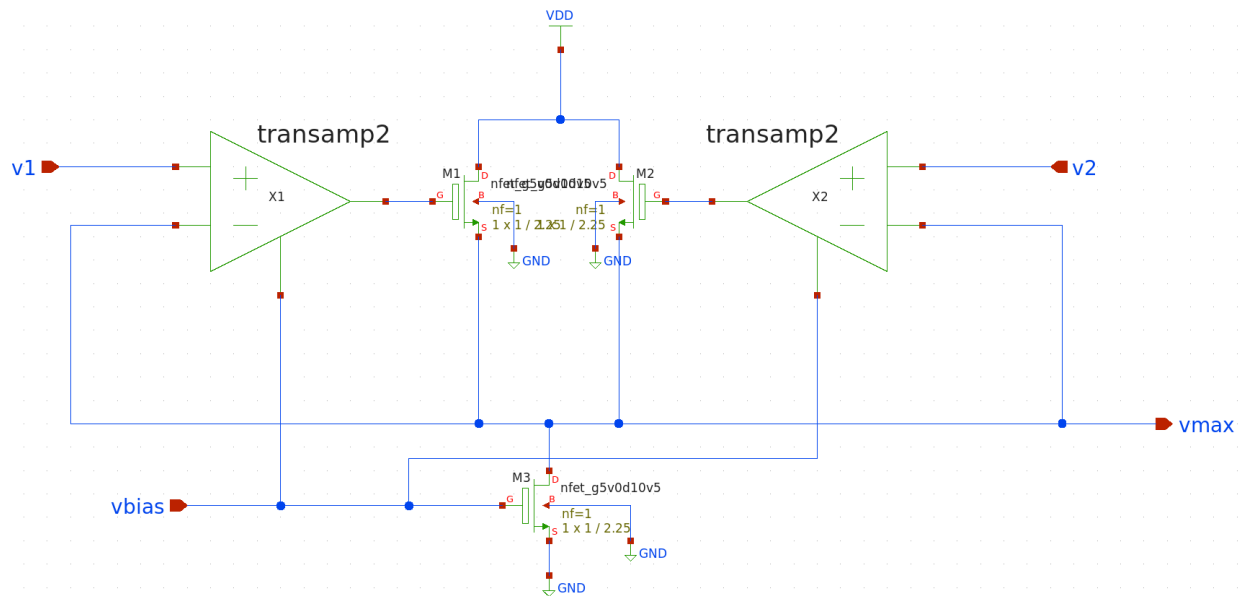 VDD
transamp2
transamp2
v1
v2
X1
X2
M1
M2
D
G
B
S
nf=1
D
G
B
S
nf=1
GND
GND
vmax
vbias
M3
D
G
B
S
nfet_g5v0d10v5
nf=1
1 x 1 / 2.25
GND
GND